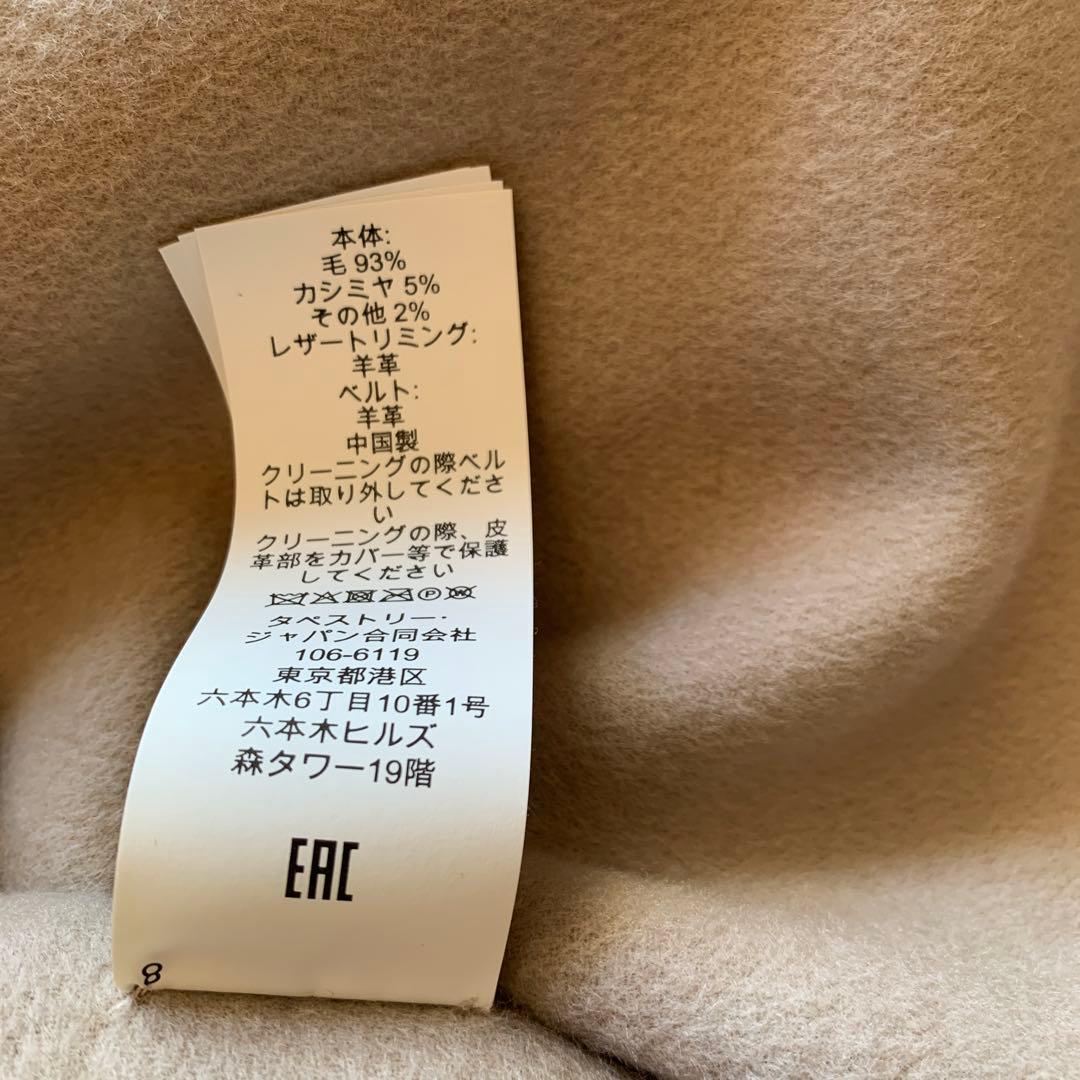 本体:
毛 93%
カシミヤ 5%
その他 2%
レザートリミング:
羊革
ベルト:
羊革
中国製
クリーニングの際ベル
トは取り外してくださ
い
クリーニングの際、皮
革部をカバー等で保護
してください
タペストリー・
ジャパン合同会社
106-6119
東京都港区
六本木6丁目10番1号
六本木ヒルズ
森タワー19階
EAC
8